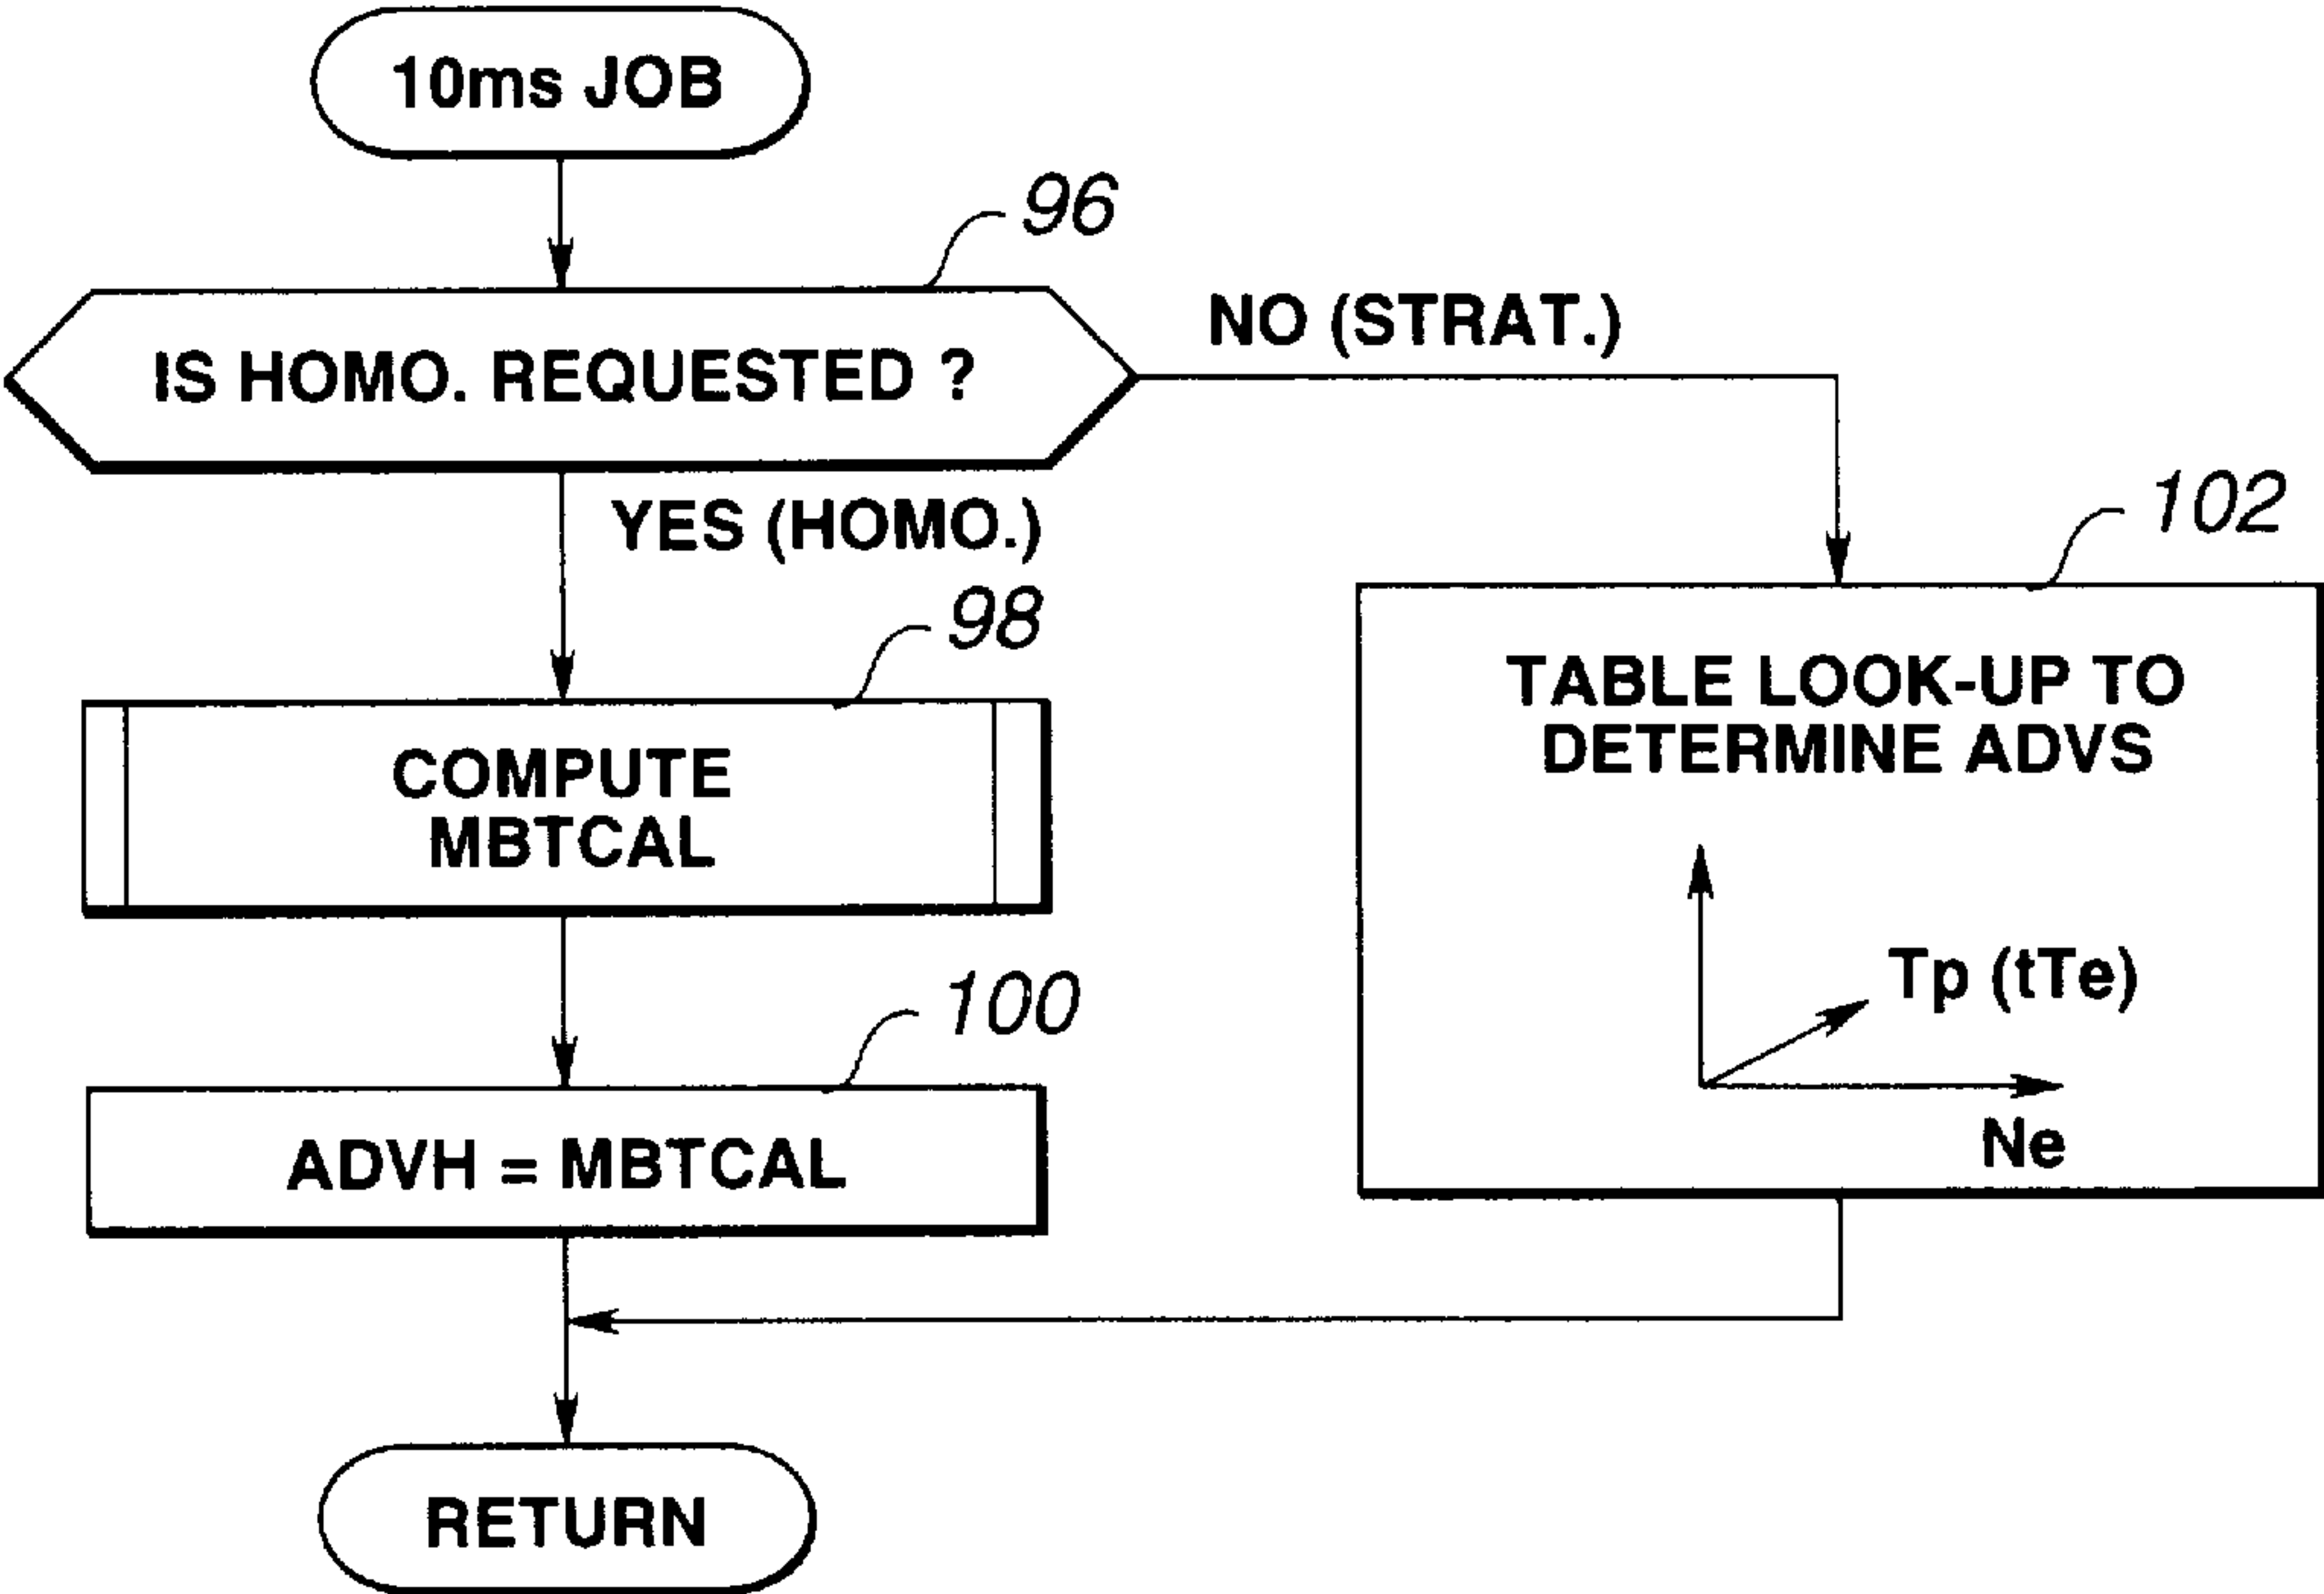 10ms JOB
96
IS HOMO. REQUESTED ?
NO (STRAT.)
YES (HOMO.)
98
COMPUTE
MBTCAL
100
ADVH = MBTCAL
102
TABLE LOOK-UP TO
DETERMINE ADVS
Tp (tTe)
Ne
RETURN